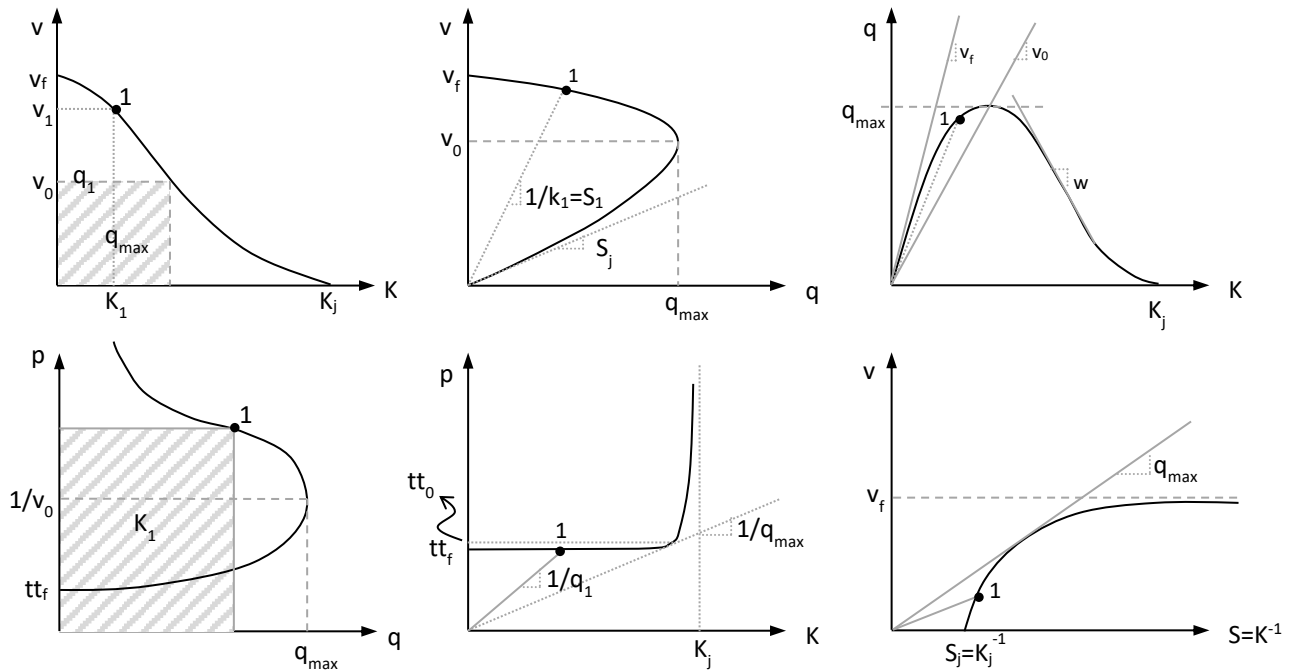 v
v_f
v_1
1
v_0
q_1
q_max
K_1
K_j
K
v
v_f
1
v_0
1/k_1=S_1
S_j
q_max
q
q
v_f
v_0
q_max
1
w
K_j
K
p
1
1/v_0
K_1
tt_f
q_max
q
p
tt_0
1
tt_f
1/q_max
1/q_1
K_j
K
v
q_max
v_f
1
S_j=K_j^-1
S=K^-1